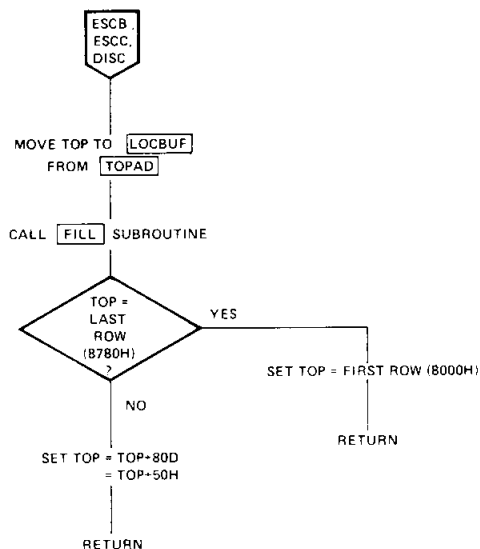 ESCB,
ESCC,
DISC
MOVE TOP TO LOCBUF
FROM TOPAD
CALL FILL SUBROUTINE
TOP =
LAST
ROW
(8780H)
?
YES
SET TOP = FIRST ROW (8000H)
RETURN
NO
SET TOP = TOP+80D
= TOP+50H
RETURN